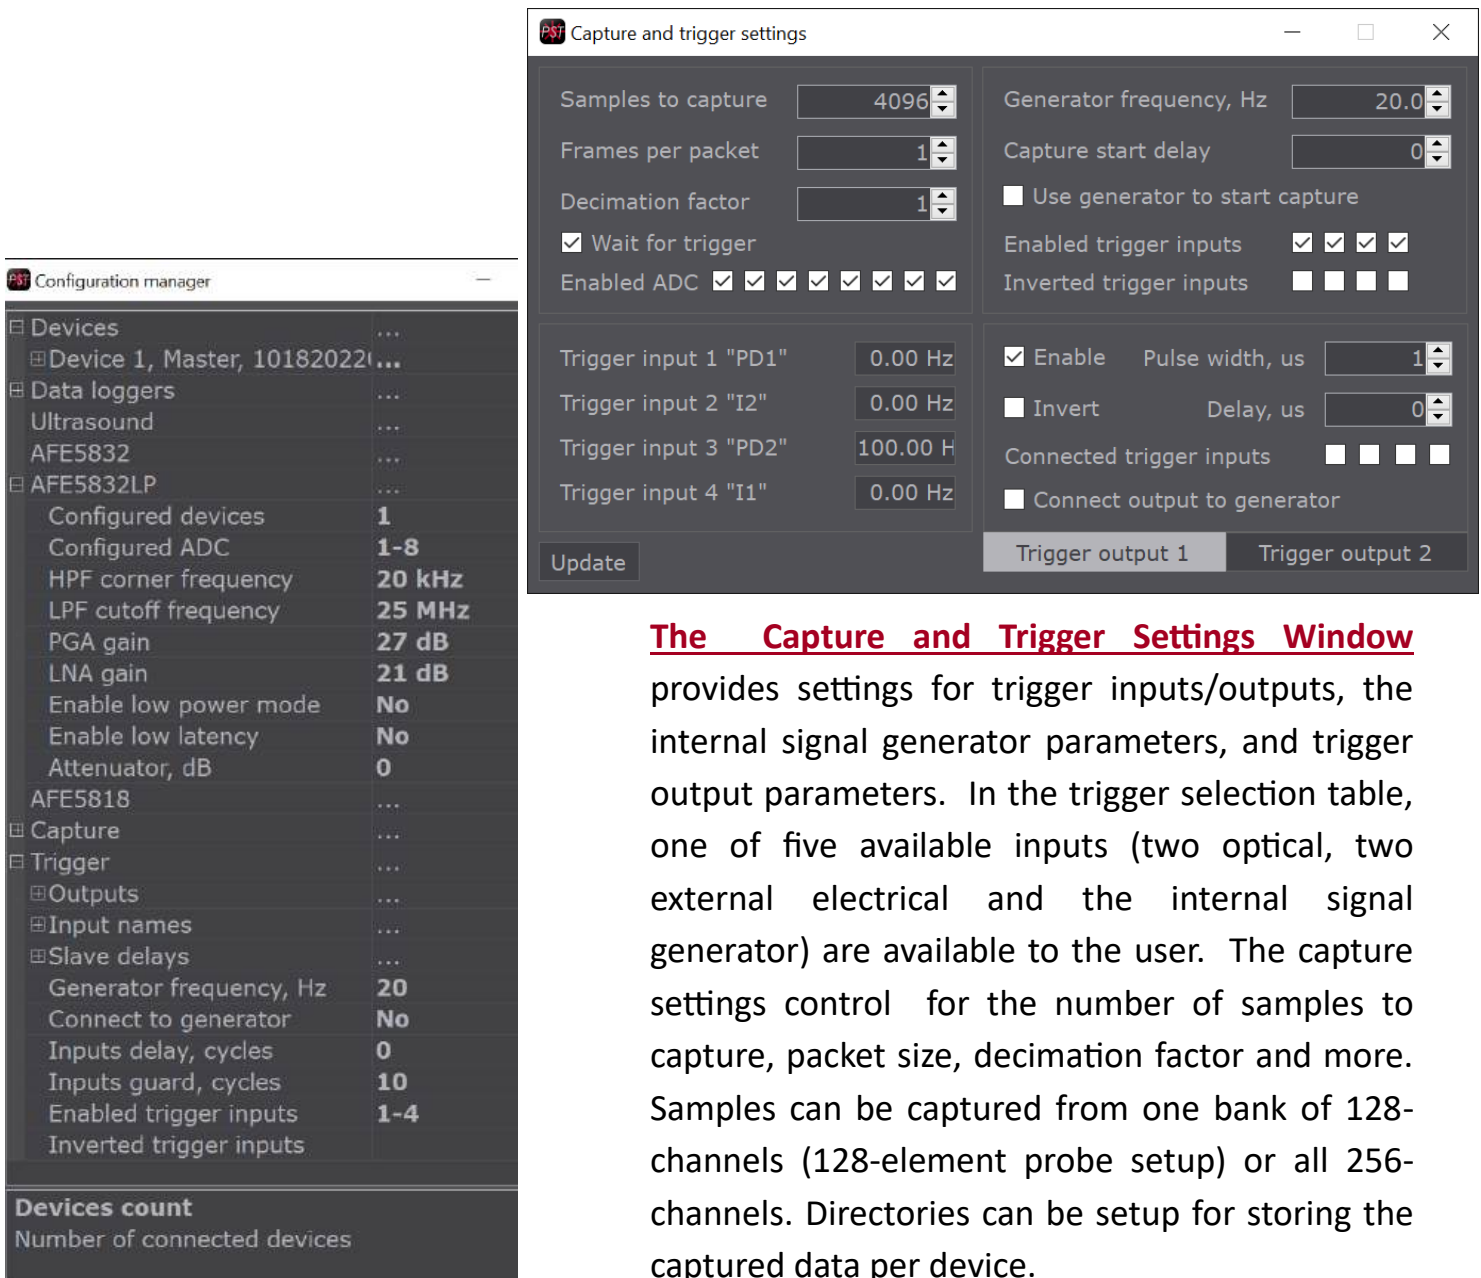 PST Capture and trigger settings
Samples to capture 4096
Frames per packet 1
Decimation factor 1
Wait for trigger
Enabled ADC
Generator frequency, Hz 20.0
Capture start delay 0
Use generator to start capture
Enabled trigger inputs
Inverted trigger inputs
Trigger input 1 "PD1" 0.00 Hz
Trigger input 2 "I2" 0.00 Hz
Trigger input 3 "PD2" 100.00 H
Trigger input 4 "I1" 0.00 Hz
Update
Enable Pulse width, us 1
Invert Delay, us 0
Connected trigger inputs
Connect output to generator
Trigger output 1 Trigger output 2
PST Configuration manager
Devices ...
Device 1, Master, 10182022 ...
Data loggers ...
Ultrasound ...
AFE5832 ...
AFE5832LP ...
Configured devices 1
Configured ADC 1-8
HPF corner frequency 20 kHz
LPF cutoff frequency 25 MHz
PGA gain 27 dB
LNA gain 21 dB
Enable low power mode No
Enable low latency No
Attenuator, dB 0
AFE5818 ...
Capture ...
Trigger ...
Outputs ...
Input names ...
Slave delays ...
Generator frequency, Hz 20
Connect to generator No
Inputs delay, cycles 0
Inputs guard, cycles 10
Enabled trigger inputs 1-4
Inverted trigger inputs
Devices count
Number of connected devices
The Capture and Trigger Settings Window
provides settings for trigger inputs/outputs, the
internal signal generator parameters, and trigger
output parameters. In the trigger selection table,
one of five available inputs (two optical, two
external electrical and the internal signal
generator) are available to the user. The capture
settings control for the number of samples to
capture, packet size, decimation factor and more.
Samples can be captured from one bank of 128-
channels (128-element probe setup) or all 256-
channels. Directories can be setup for storing the
captured data per device.